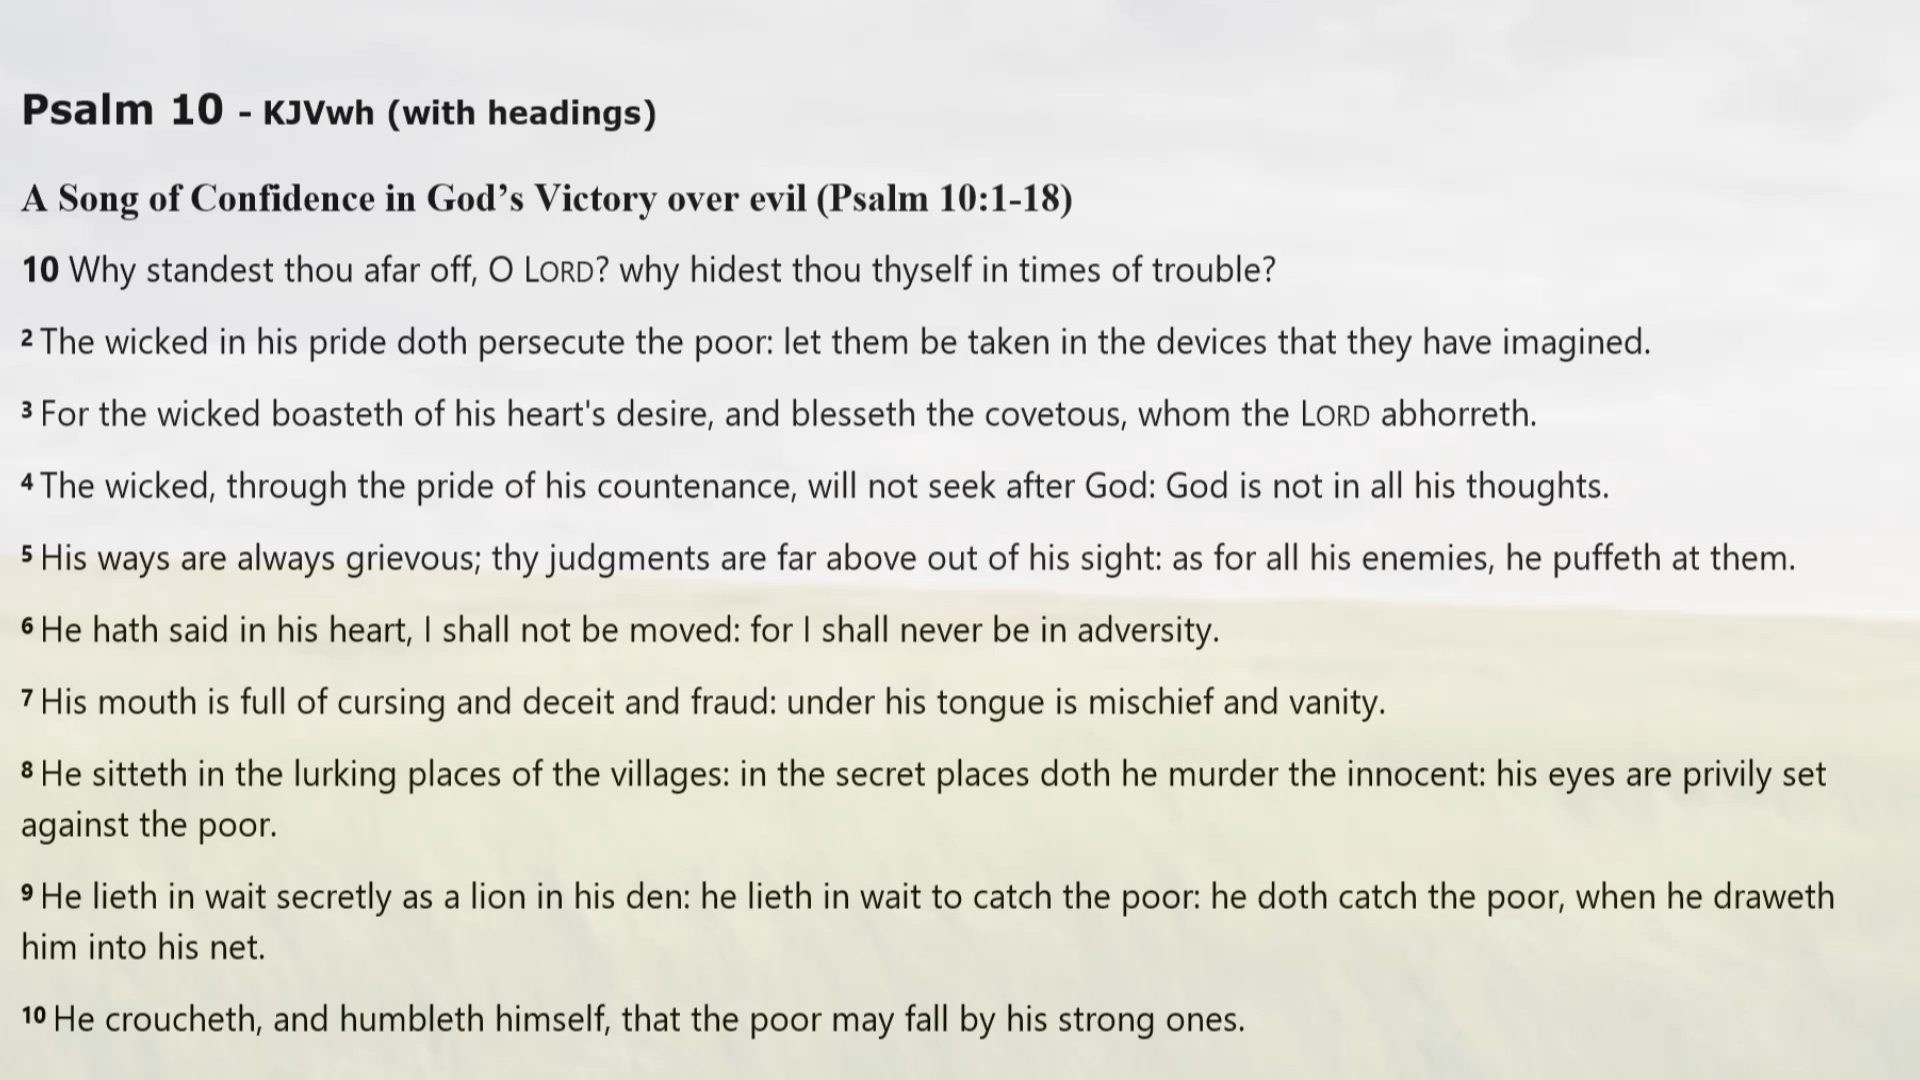 Psalm 10 - KJVwh (with headings)
A Song of Confidence in God’s Victory over evil (Psalm 10:1-18)
10 Why standest thou afar off, O LORD? why hidest thou thyself in times of trouble?
2 The wicked in his pride doth persecute the poor: let them be taken in the devices that they have imagined.
3 For the wicked boasteth of his heart's desire, and blesseth the covetous, whom the LORD abhorreth.
4 The wicked, through the pride of his countenance, will not seek after God: God is not in all his thoughts.
5 His ways are always grievous; thy judgments are far above out of his sight: as for all his enemies, he puffeth at them.
6 He hath said in his heart, I shall not be moved: for I shall never be in adversity.
7 His mouth is full of cursing and deceit and fraud: under his tongue is mischief and vanity.
8 He sitteth in the lurking places of the villages: in the secret places doth he murder the innocent: his eyes are privily set
against the poor.
9 He lieth in wait secretly as a lion in his den: he lieth in wait to catch the poor: he doth catch the poor, when he draweth
him into his net.
10 He croucheth, and humbleth himself, that the poor may fall by his strong ones.